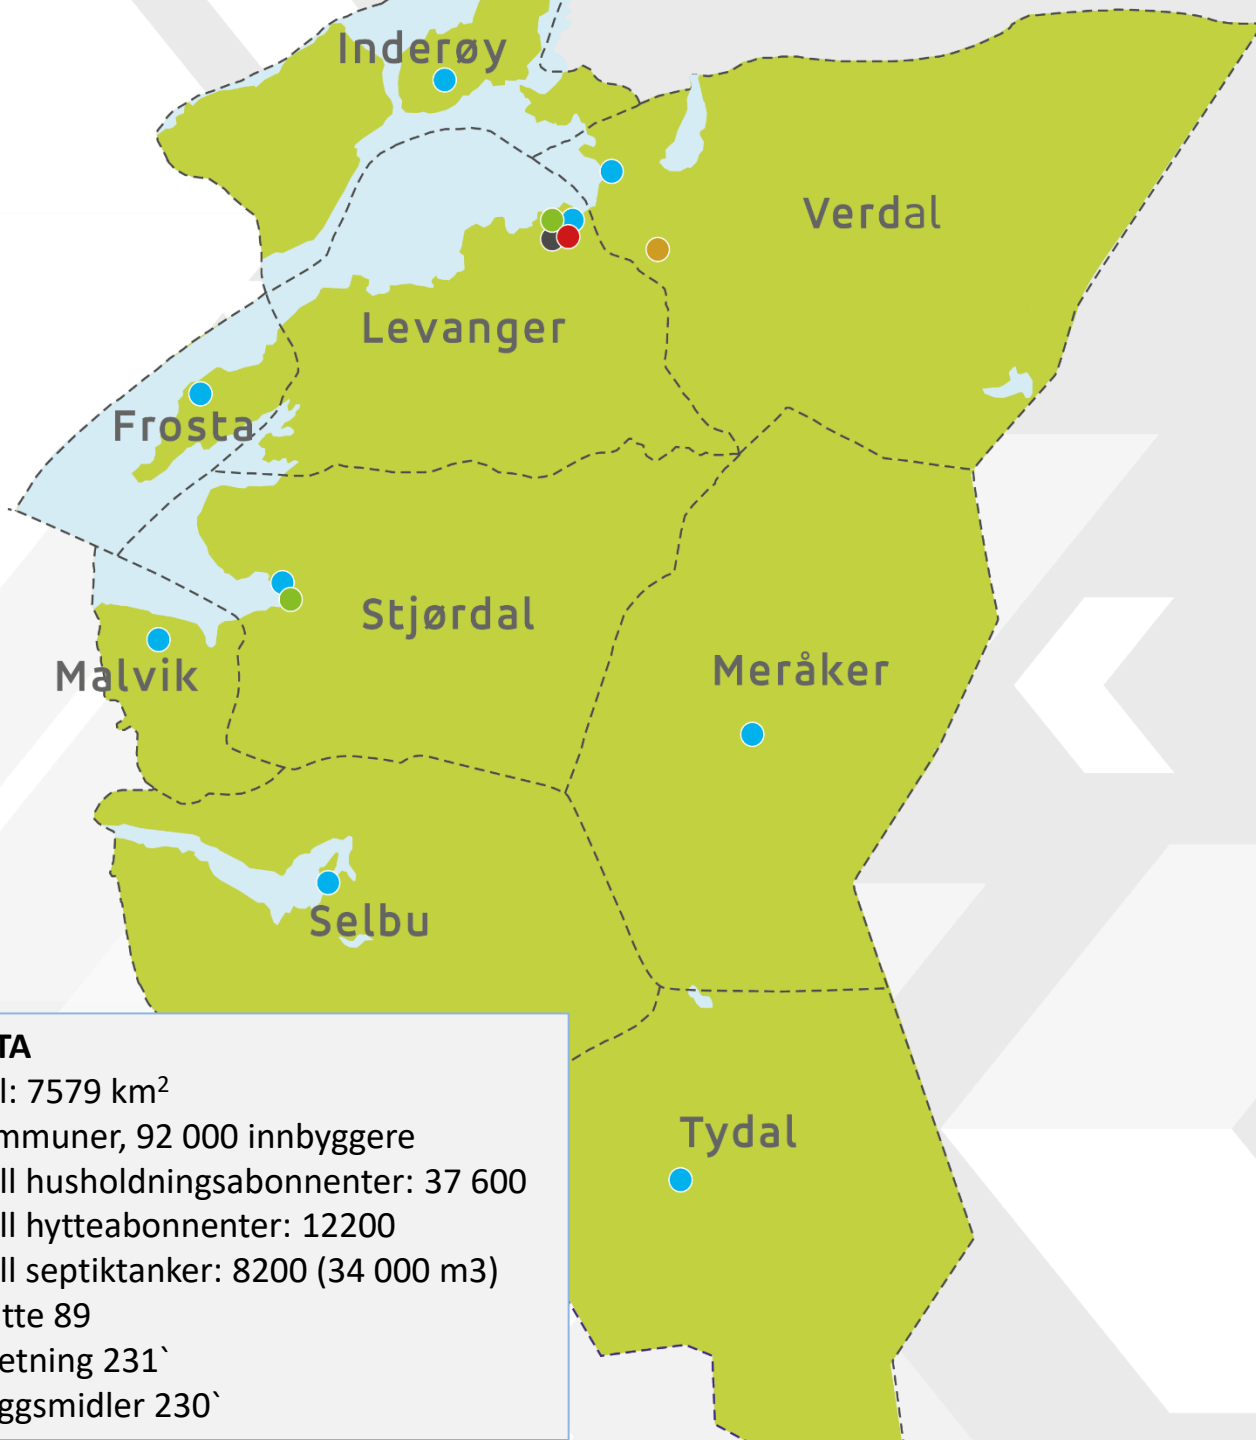 Inderøy
Verdal
Levanger
Frosta
Stjørdal
Malvik
Meråker
Selbu
Tydal
TA
l: 7579 km²
mmuner, 92 000 innbyggere
ll husholdningsabonnenter: 37 600
ll hytteabonnenter: 12200
ll septiktanker: 8200 (34 000 m3)
tte 89
etning 231`
ggsmidler 230`